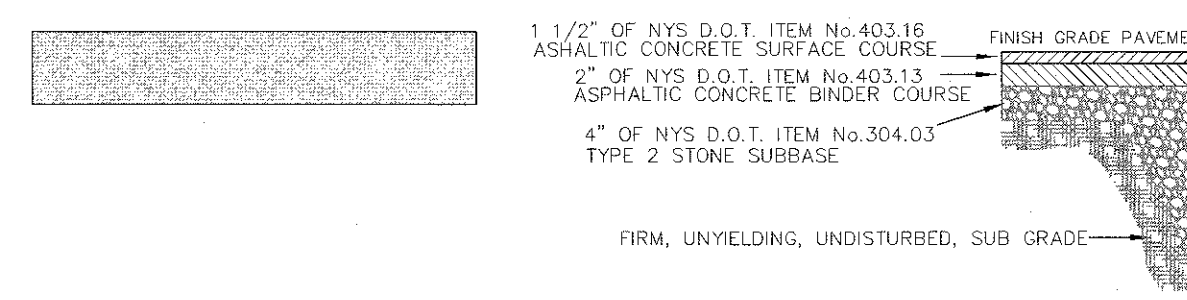 1 1/2" OF NYS D.O.T. ITEM No.403.16
ASHALTIC CONCRETE SURFACE COURSE
FINISH GRADE PAVEME
2" OF NYS D.O.T. ITEM No.403.13
ASPHALTIC CONCRETE BINDER COURSE
4" OF NYS D.O.T. ITEM No.304.03
TYPE 2 STONE SUBBASE
FIRM, UNYIELDING, UNDISTURBED, SUB GRADE